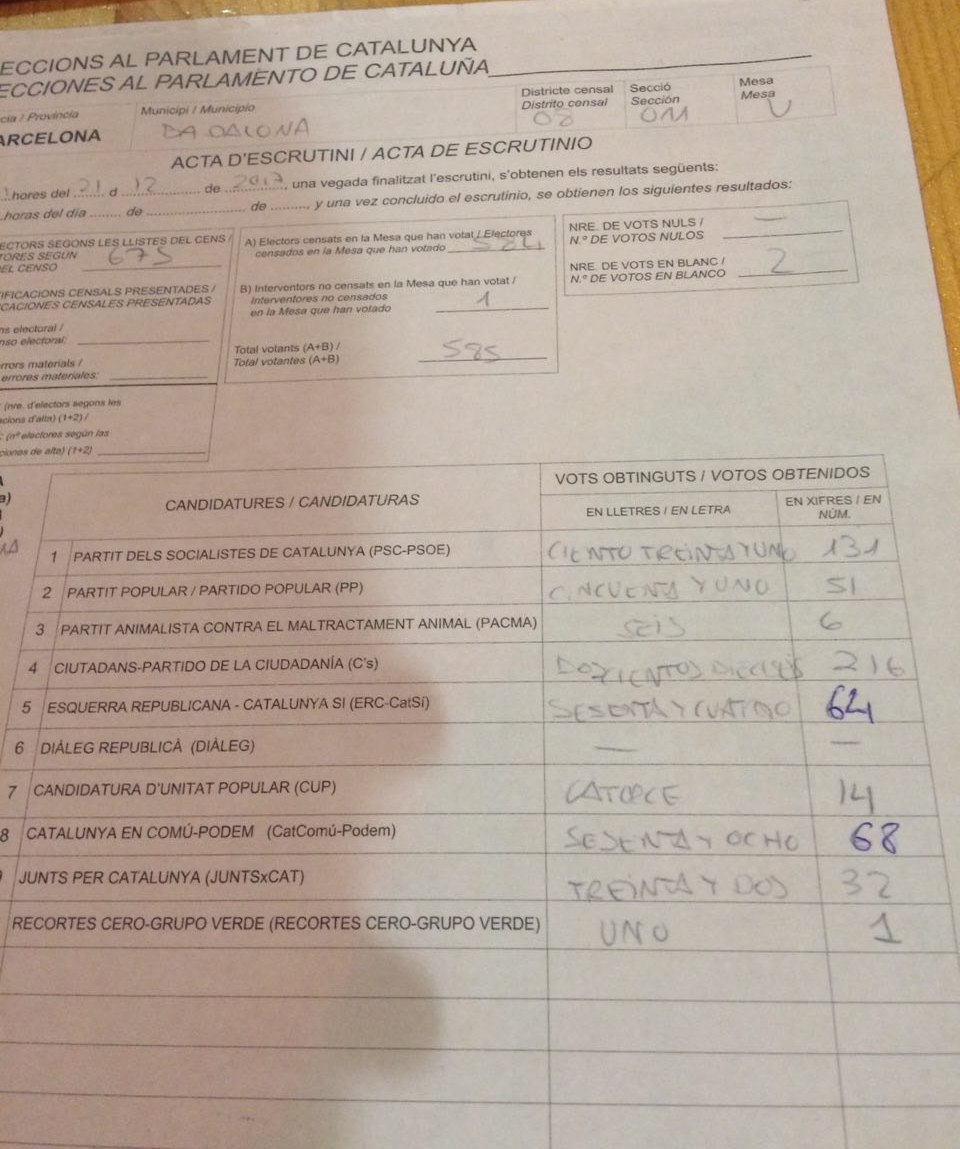 ECCIONS AL PARLAMENT DE CATALUNYA
ECCIONES AL PARLAMENTO DE CATALUÑA
cia / Provincia Municipi / Municipio Districte censal Secció Mesa
Distrito censal Sección Mesa
ARCELONA BADALONA 02 011 U
ACTA D'ESCRUTINI / ACTA DE ESCRUTINIO
hores del 21 d 12 de 2017, una vegada finalitzat l'escrutini, s'obtenen els resultats següents:
horas del día de de , y una vez concluido el escrutinio, se obtienen los siguientes resultados:
ECTORS SEGONS LES LLISTES DEL CENS /
TORES SEGÚN 675
EL CENSO
IFICACIONS CENSALS PRESENTADES /
CACIONES CENSALES PRESENTADAS
ns electoral /
nso electoral:
rrors materials /
errores materiales:
(nre. d'electors segons les
cions d'alta) (1+2) /
(nº electores según las
ciones de alta) (1+2)
A) Electors censats en la Mesa que han votat / Electores
censados en la Mesa que han votado 584
B) Interventors no censats en la Mesa que han votat /
Interventores no censados
en la Mesa que han votado 1
Total votants (A+B) /
Total votantes (A+B) 585
NRE. DE VOTS NULS / —
N.º DE VOTOS NULOS
NRE. DE VOTS EN BLANC / 2
N.º DE VOTOS EN BLANCO
CANDIDATURES / CANDIDATURAS VOTS OBTINGUTS / VOTOS OBTENIDOS
EN LLETRES / EN LETRA EN XIFRES / EN
NÚM.
1 PARTIT DELS SOCIALISTES DE CATALUNYA (PSC-PSOE) CIENTO TREINTA Y UNO 131
2 PARTIT POPULAR / PARTIDO POPULAR (PP) CINCUENTA Y UNO 51
3 PARTIT ANIMALISTA CONTRA EL MALTRACTAMENT ANIMAL (PACMA) SEIS 6
4 CIUTADANS-PARTIDO DE LA CIUDADANÍA (C's) DOSCIENTOS DIECISEIS 216
5 ESQUERRA REPUBLICANA - CATALUNYA SI (ERC-CatSí) SESENTA Y CUATRO 64
6 DIÀLEG REPUBLICÀ (DIÀLEG) — —
7 CANDIDATURA D'UNITAT POPULAR (CUP) CATORCE 14
8 CATALUNYA EN COMÚ-PODEM (CatComú-Podem) SESENTA Y OCHO 68
JUNTS PER CATALUNYA (JUNTSxCAT) TREINTA Y DOS 32
RECORTES CERO-GRUPO VERDE (RECORTES CERO-GRUPO VERDE) UNO 1